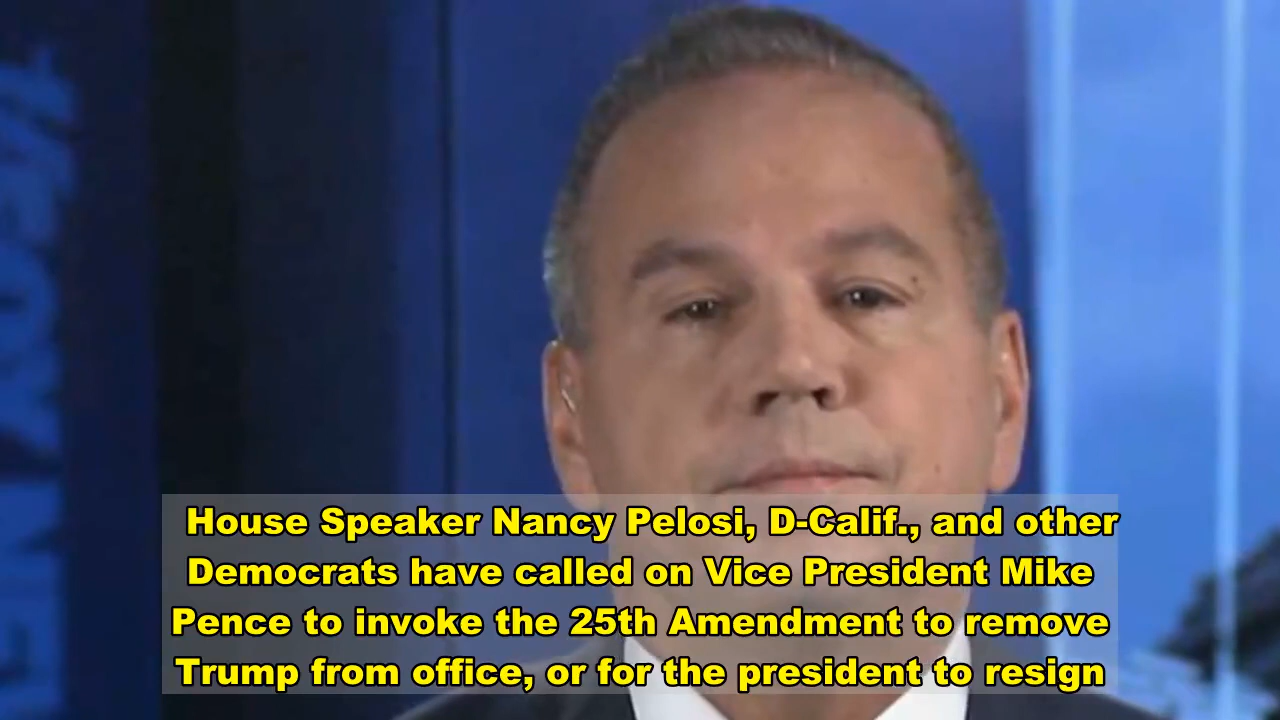 House Speaker Nancy Pelosi, D-Calif., and other
Democrats have called on Vice President Mike
Pence to invoke the 25th Amendment to remove
Trump from office, or for the president to resign